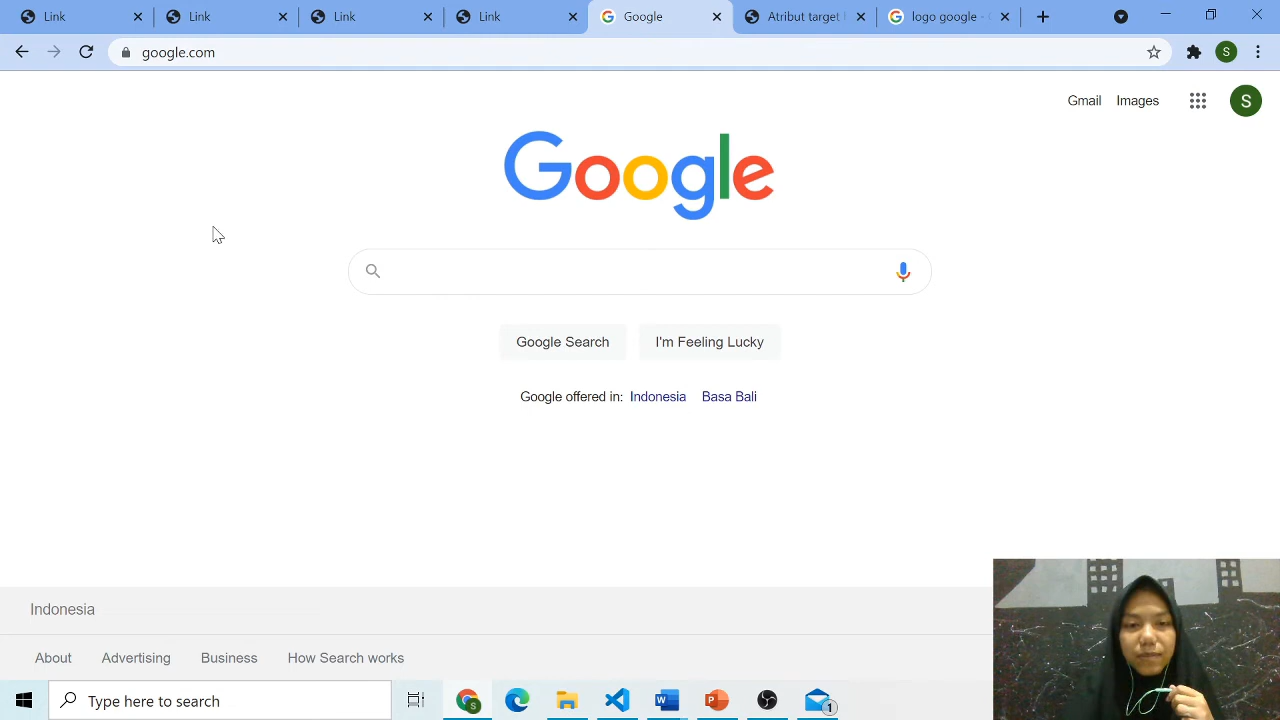 Link
Link
Link
Link
Google
Atribut target
logo google -
google.com
S
Gmail
Images
S
Google
Google Search
I'm Feeling Lucky
Google offered in: Indonesia Basa Bali
Indonesia
About
Advertising
Business
How Search works
Type here to search
S
W
P
1